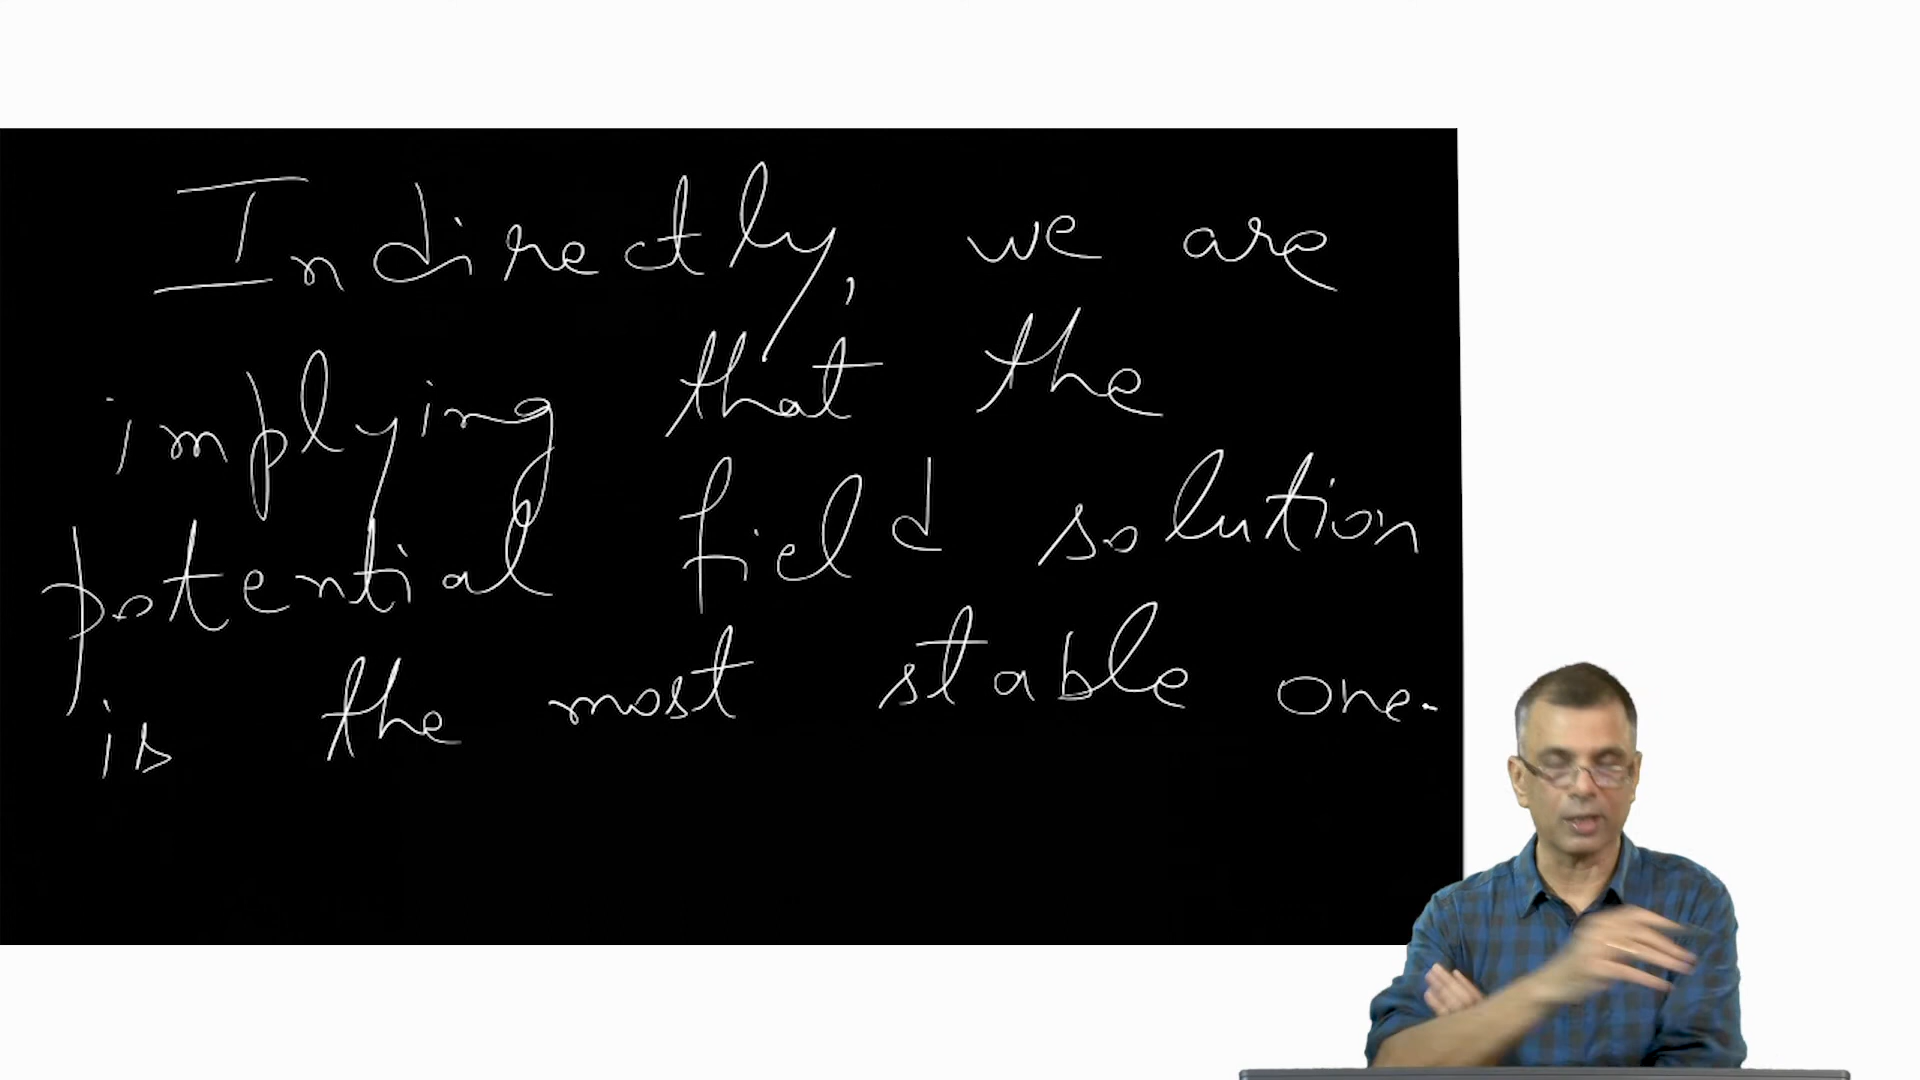 Indirectly, we are
implying that the
potential field solution
is the most stable one.